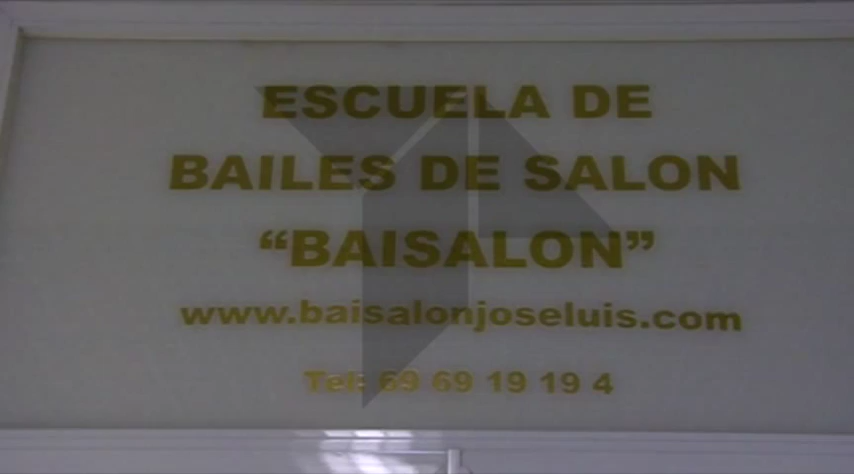 ESCUELA DE
BAILES DE SALON
“BAISALON”
www.baisalonjoseluis.com
Tel: 69 69 19 19 4